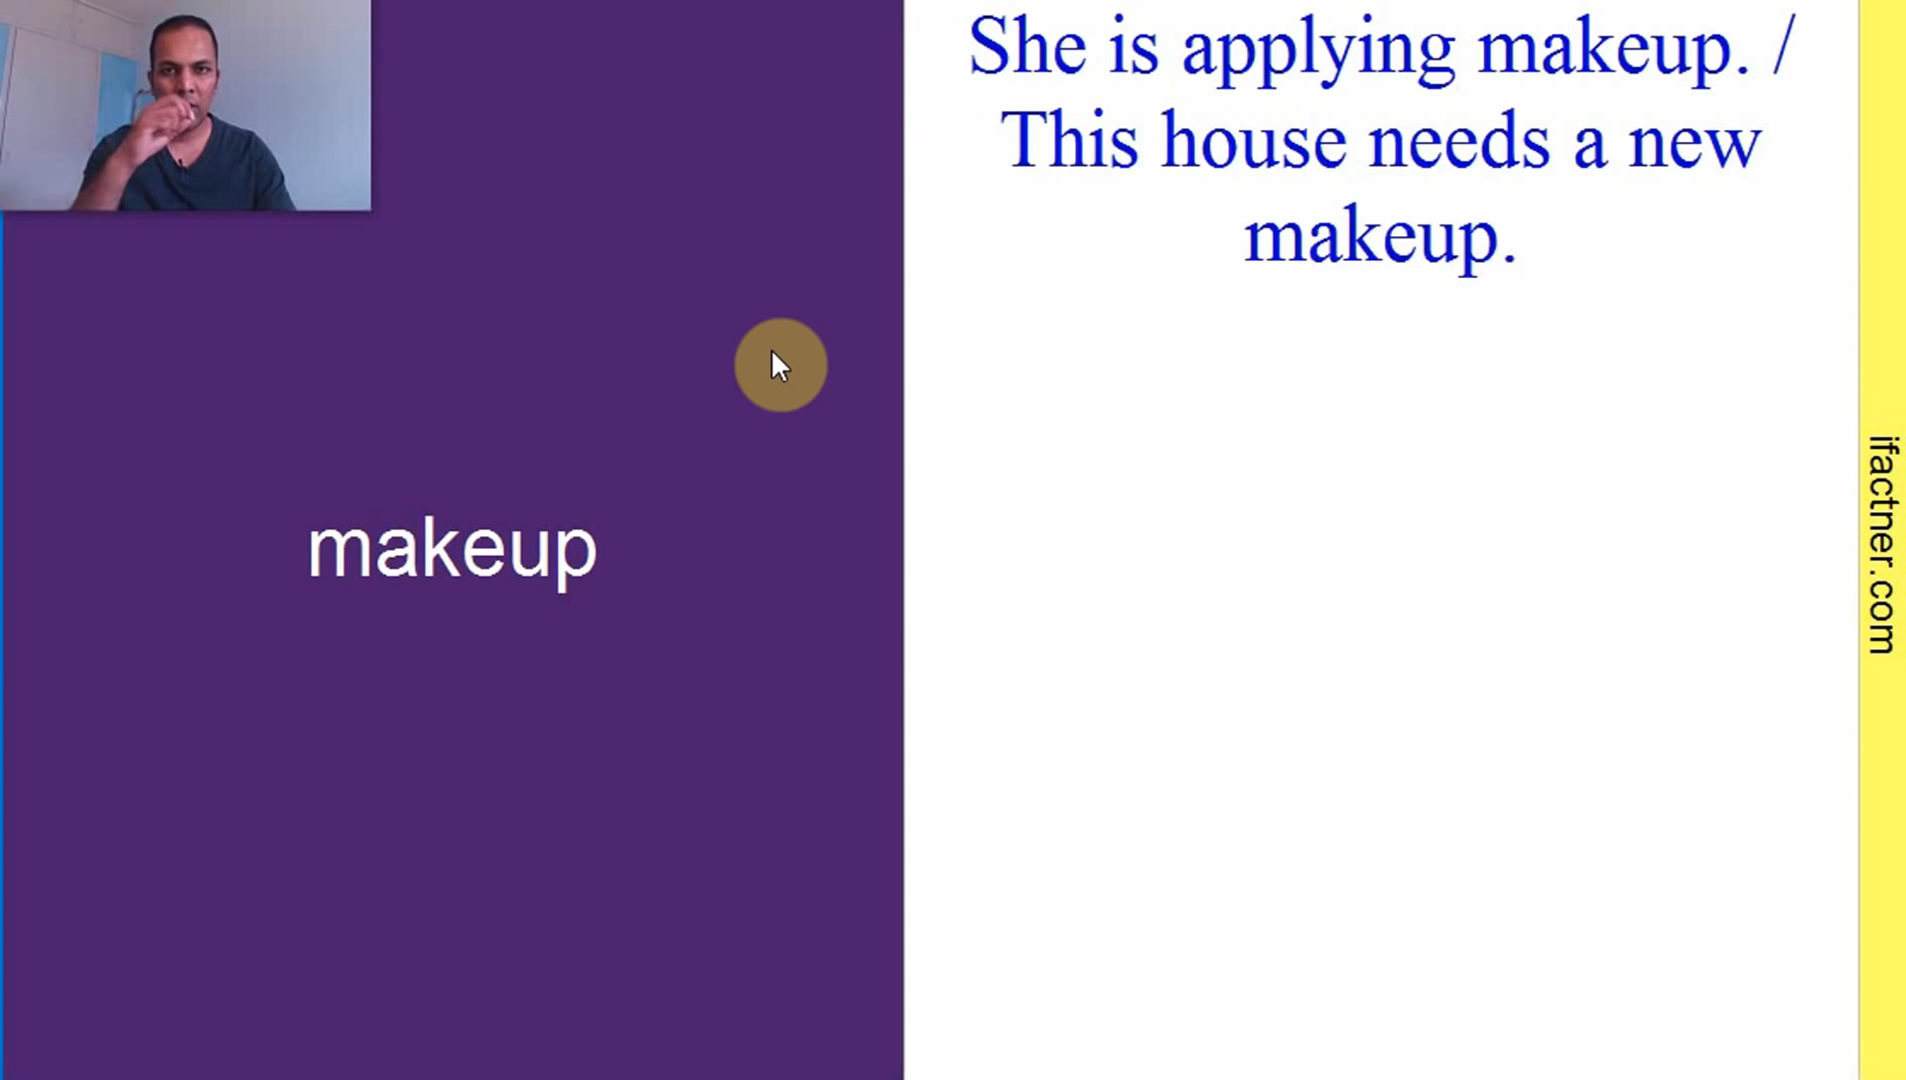 She is applying makeup. /
This house needs a new
makeup.
makeup
ifactner.com